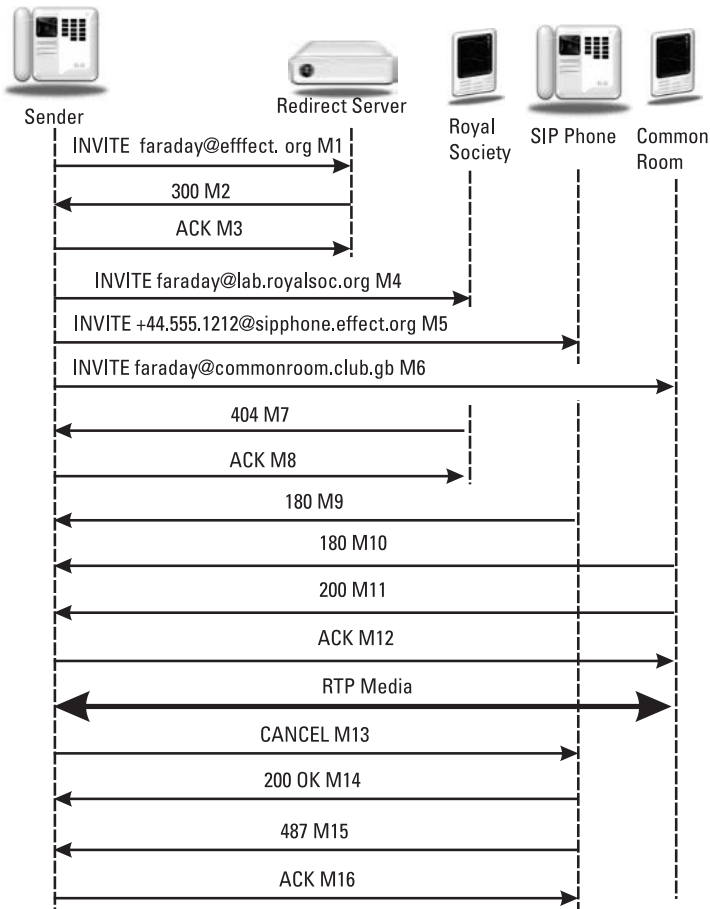 Sender
Redirect Server
Royal
Society
SIP Phone
Common
Room
INVITE faraday@efffect. org M1
300 M2
ACK M3
INVITE faraday@lab.royalsoc.org M4
INVITE +44.555.1212@sipphone.effect.org M5
INVITE faraday@commonroom.club.gb M6
404 M7
ACK M8
180 M9
180 M10
200 M11
ACK M12
RTP Media
CANCEL M13
200 OK M14
487 M15
ACK M16